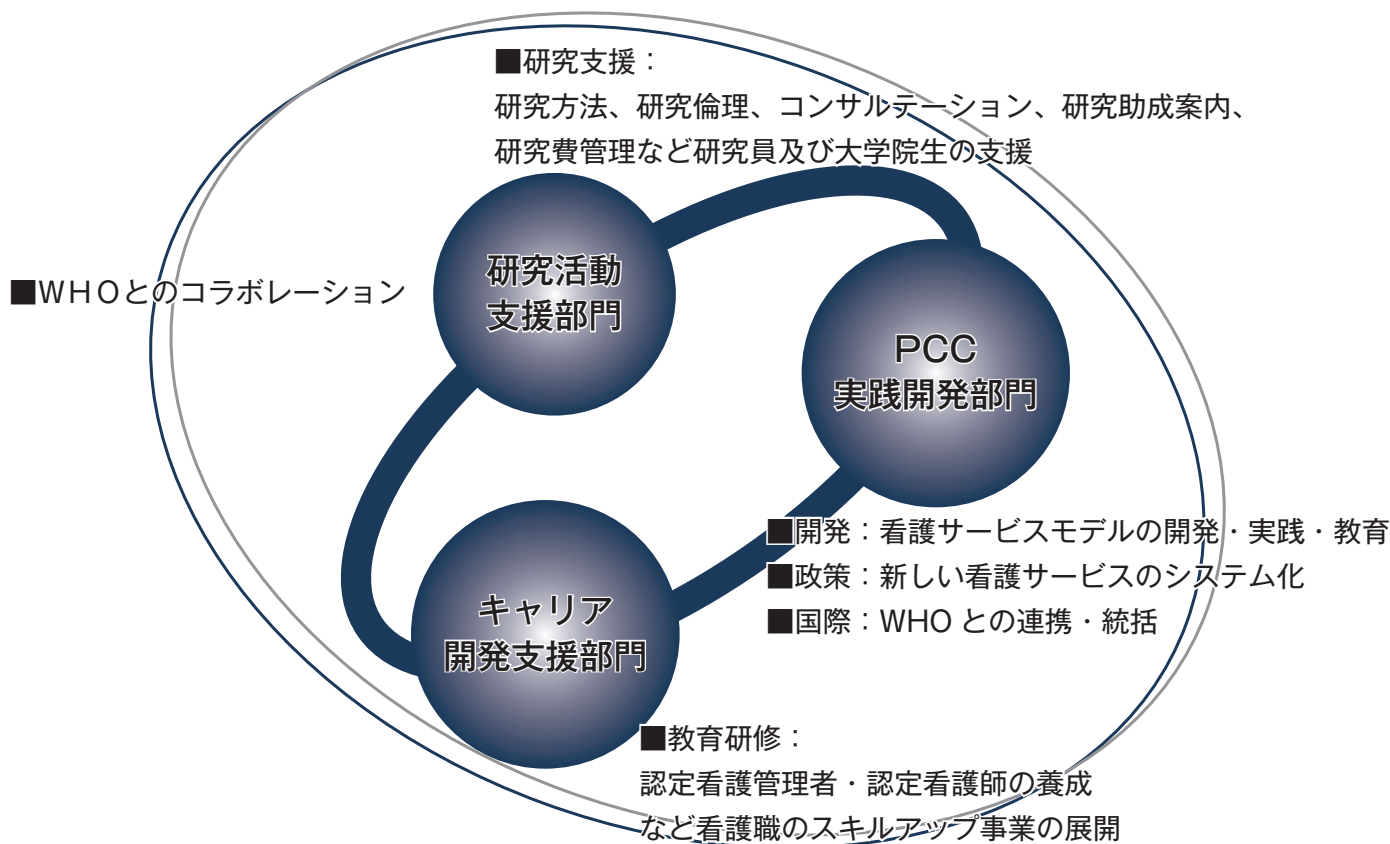 ■研究支援：
研究方法、研究倫理、コンサルテーション、研究助成案内、
研究費管理など研究員及び大学院生の支援
研究活動
支援部門
■ＷＨＯとのコラボレーション
PCC
実践開発部門
■開発：看護サービスモデルの開発・実践・教育
■政策：新しい看護サービスのシステム化
■国際：WHO との連携・統括
キャリア
開発支援部門
■教育研修：
認定看護管理者・認定看護師の養成
など看護職のスキルアップ事業の展開